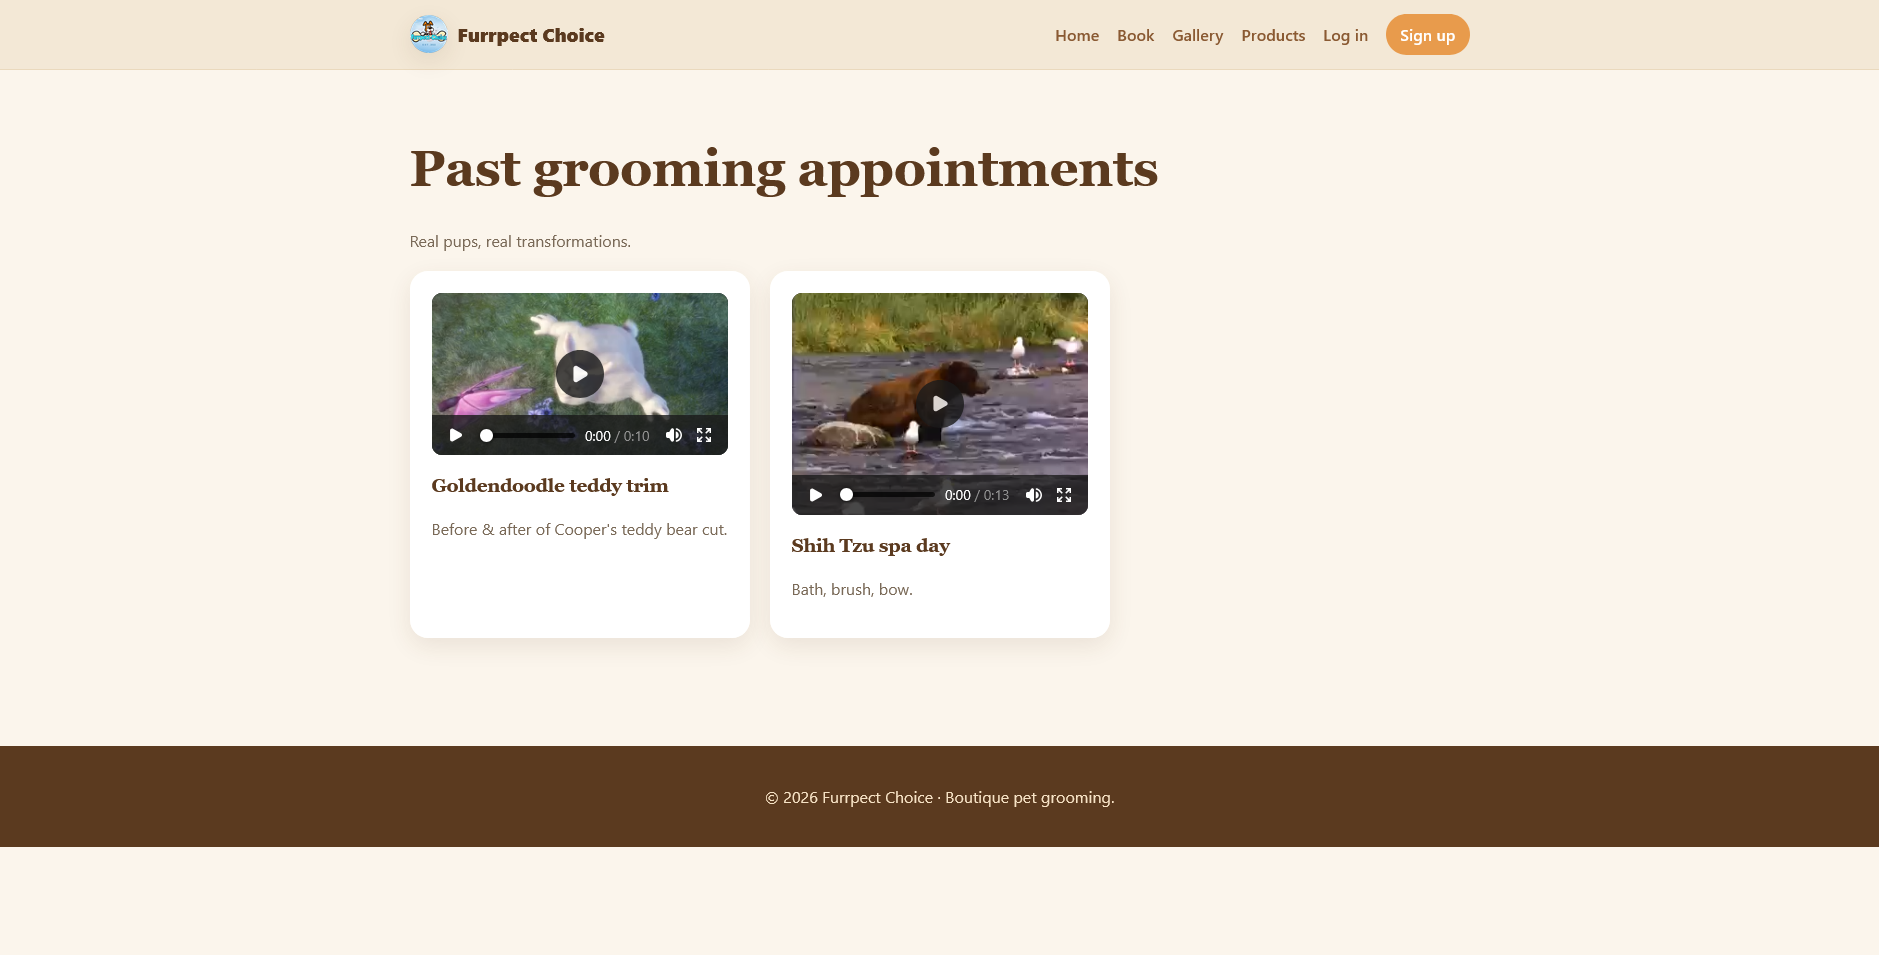 Furrpect Choice
Home Book Gallery Products Log in Sign up
Past grooming appointments
Real pups, real transformations.
0:00 / 0:10
Goldendoodle teddy trim
Before & after of Cooper's teddy bear cut.
0:00 / 0:13
Shih Tzu spa day
Bath, brush, bow.
© 2026 Furrpect Choice · Boutique pet grooming.